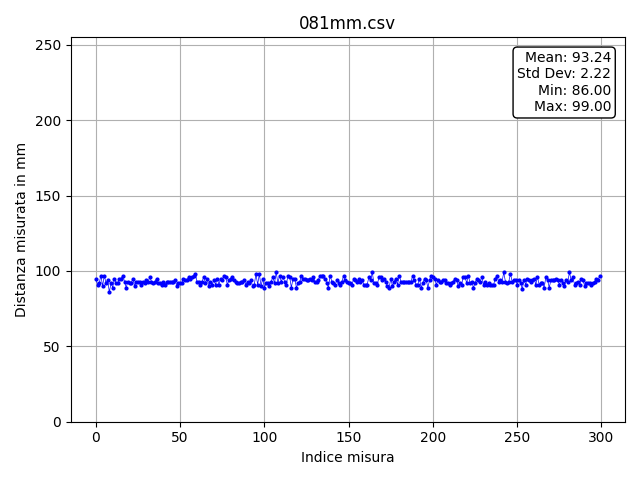 081mm.csv
Mean: 93.24
Std Dev: 2.22
Min: 86.00
Max: 99.00
Distanza misurata in mm
250
200
150
100
50
0
0 50 100 150 200 250 300
Indice misura